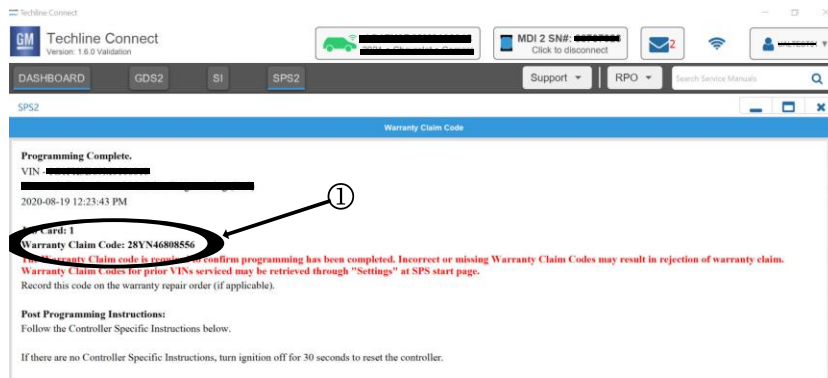 Techline Connect
GM Techline Connect
Version: 1.6.0 Validation
MDI 2 SN#:
Click to disconnect
2
DASHBOARD GDS2 SI SPS2 Support RPO Search Service Manuals
SPS2
Warranty Claim Code
Programming Complete.
VIN -
2020-08-19 12:23:43 PM
1
Card: 1
Warranty Claim Code: 28YN46808556
The Warranty Claim code is required to confirm programming has been completed. Incorrect or missing Warranty Claim Codes may result in rejection of warranty claim.
Warranty Claim Codes for prior VINs serviced may be retrieved through "Settings" at SPS start page.
Record this code on the warranty repair order (if applicable).
Post Programming Instructions:
Follow the Controller Specific Instructions below.
If there are no Controller Specific Instructions, turn ignition off for 30 seconds to reset the controller.